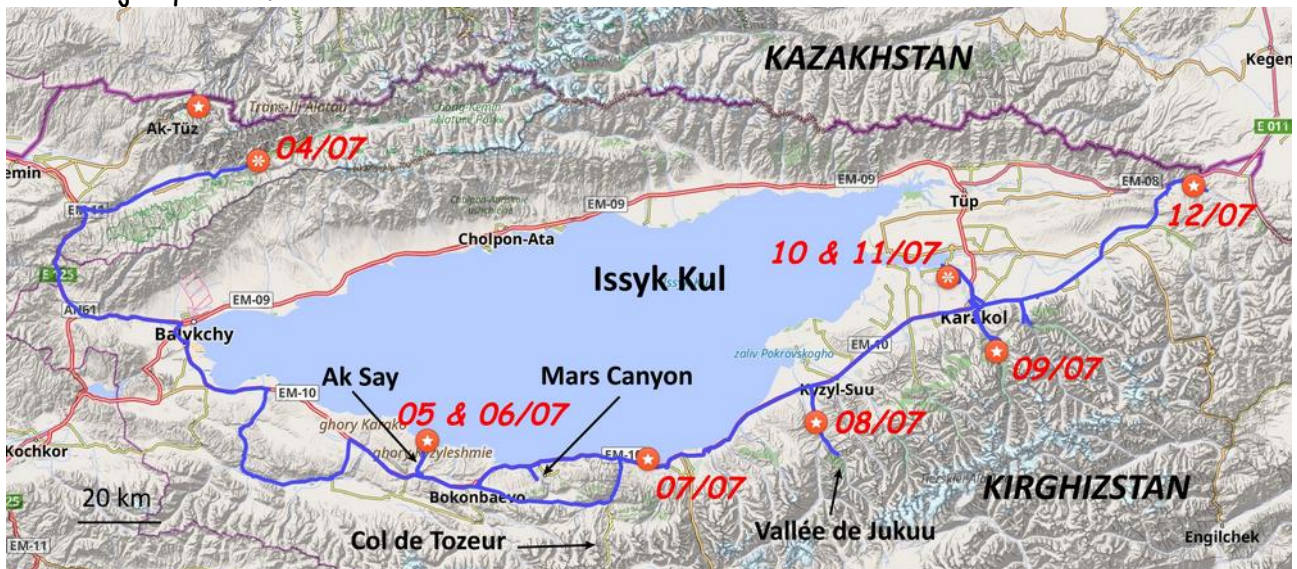 KAZAKHSTAN
Kegen
Trans-Ili Alatau
Ak-Tüz
04/07
E 011
EM-09
EM-08
Tüp
12/07
Cholpon-Ata
EM-09
10 & 11/07
Issyk Kul
E 125
EM-09
Karakol
Balykchy
zaliv Pokrovskogho
EM-10
09/07
Ak Say
Mars Canyon
EM-10
Kyzyl-Suu
05 & 06/07
08/07
Kochkor
07/07
KIRGHIZSTAN
20 km
Bokonbaevo
Vallée de Jukuu
Col de Tozeur
Engilchek
EM-11